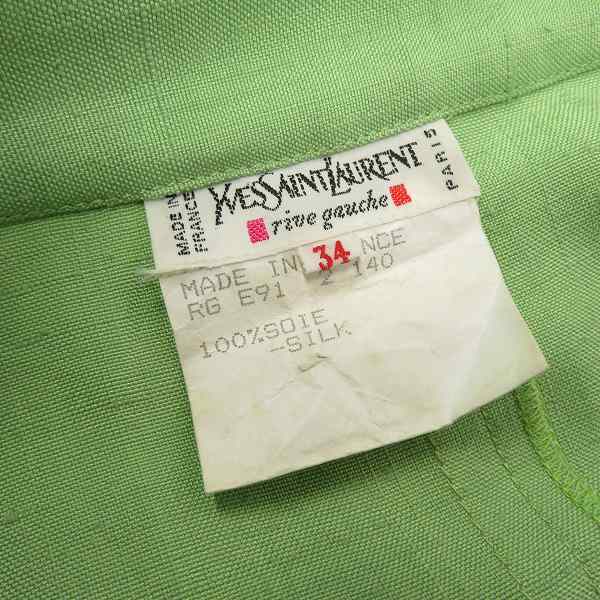 MADE IN
FRANCE
YVES SAINT LAURENT
rive gauche
PARIS
34
MADE IN NCE
RG E91 2 140
100%SOIE
-SILK